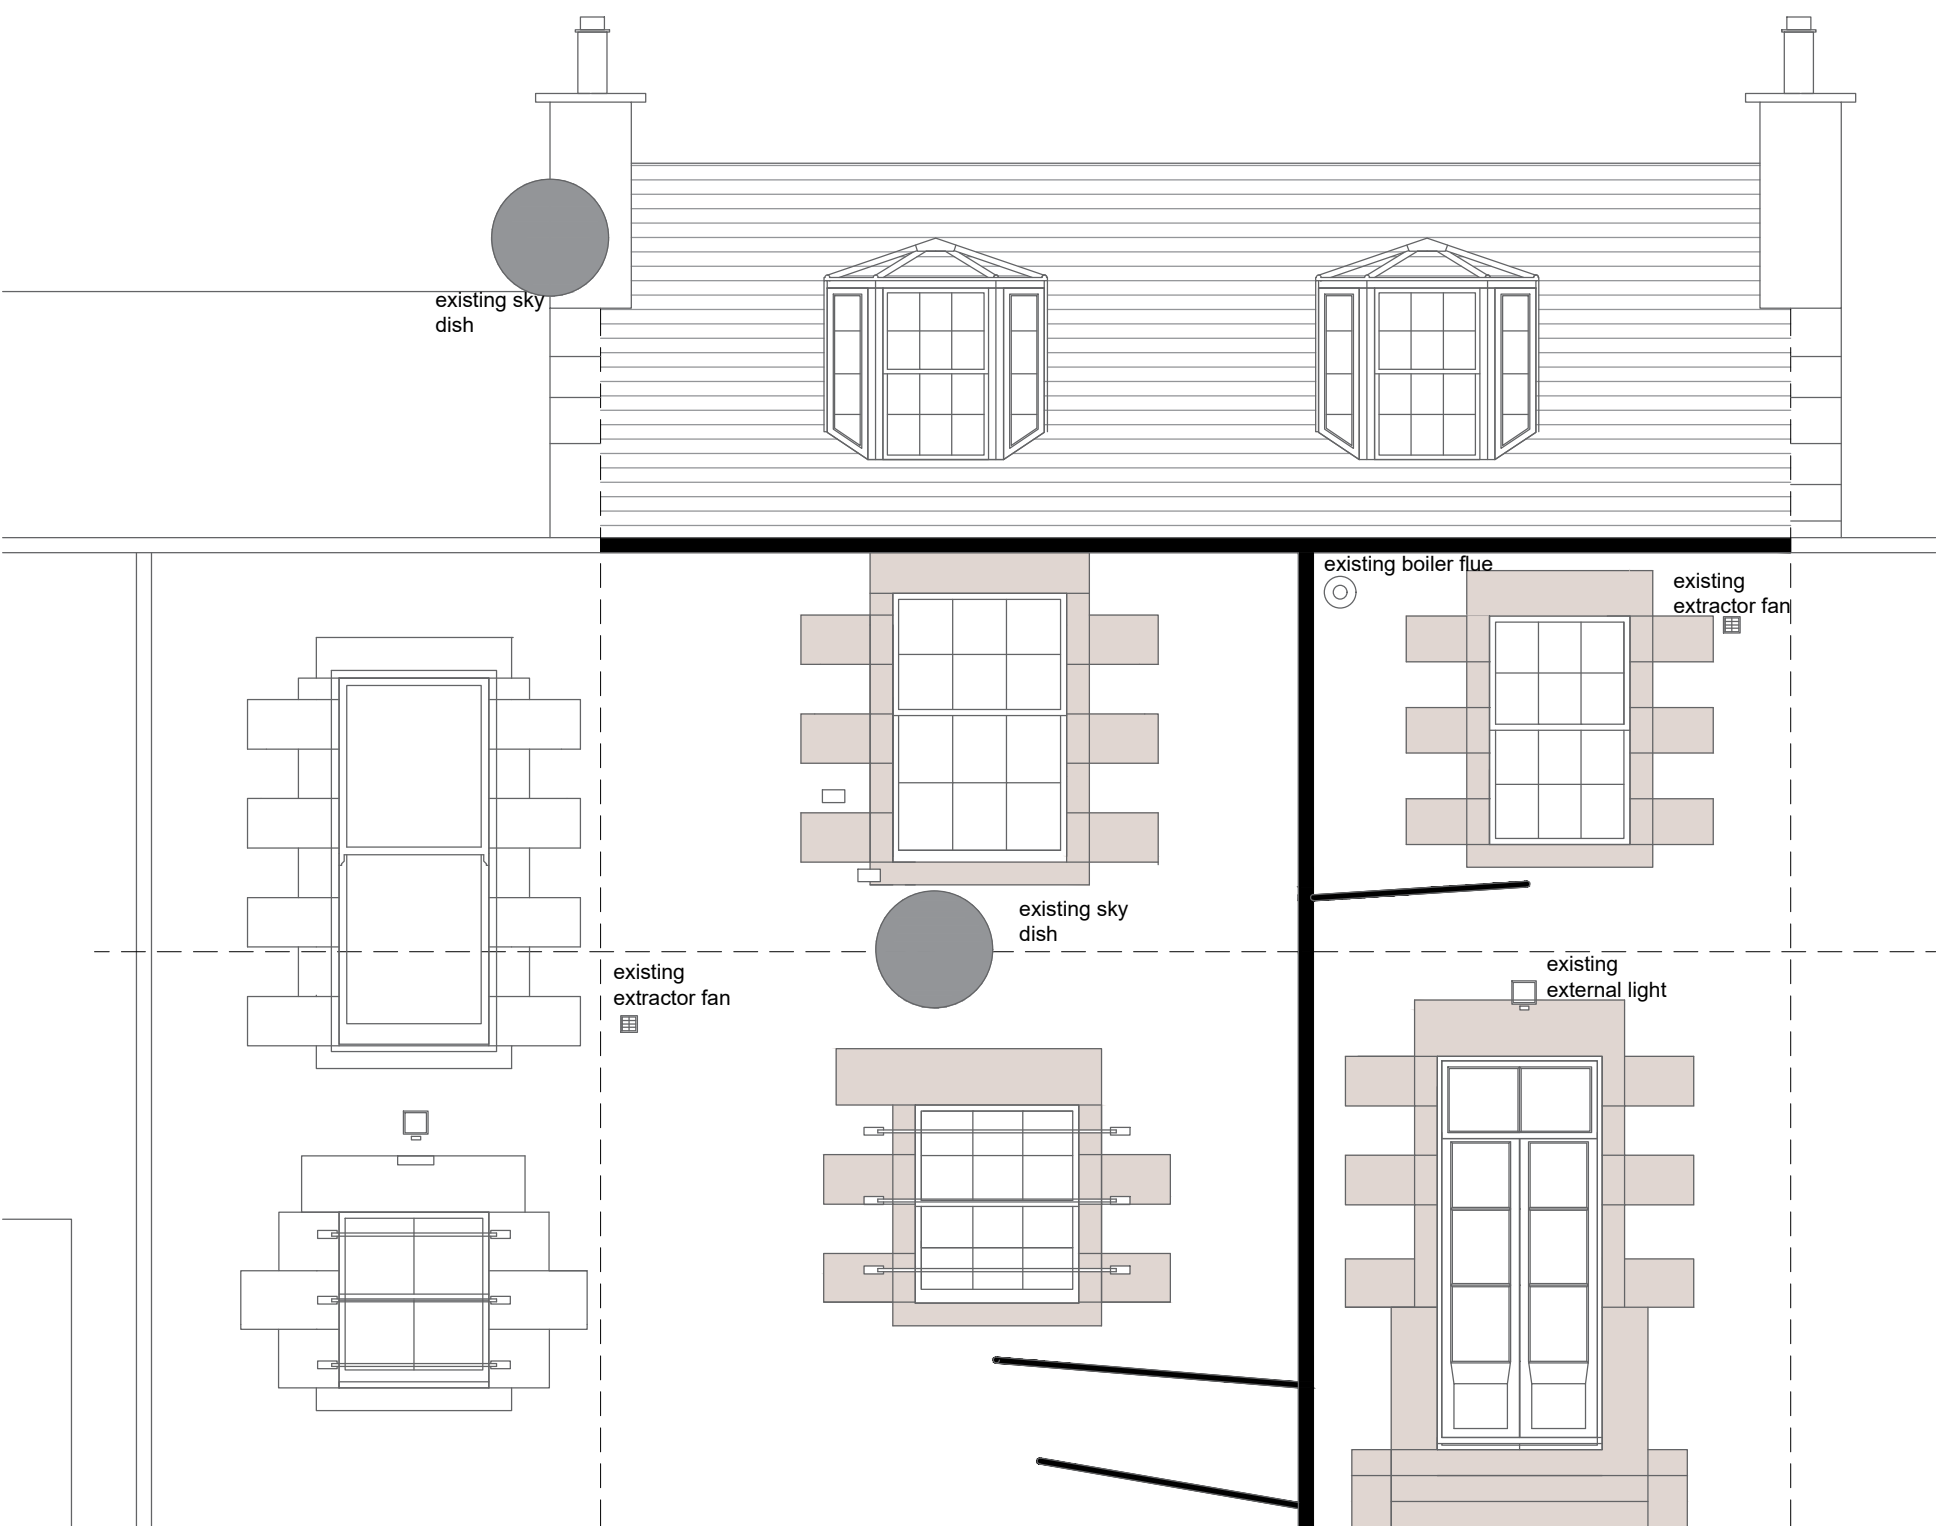 existing sky
dish
existing boiler flue
existing
extractor fan
existing sky
dish
existing
extractor fan
existing
external light